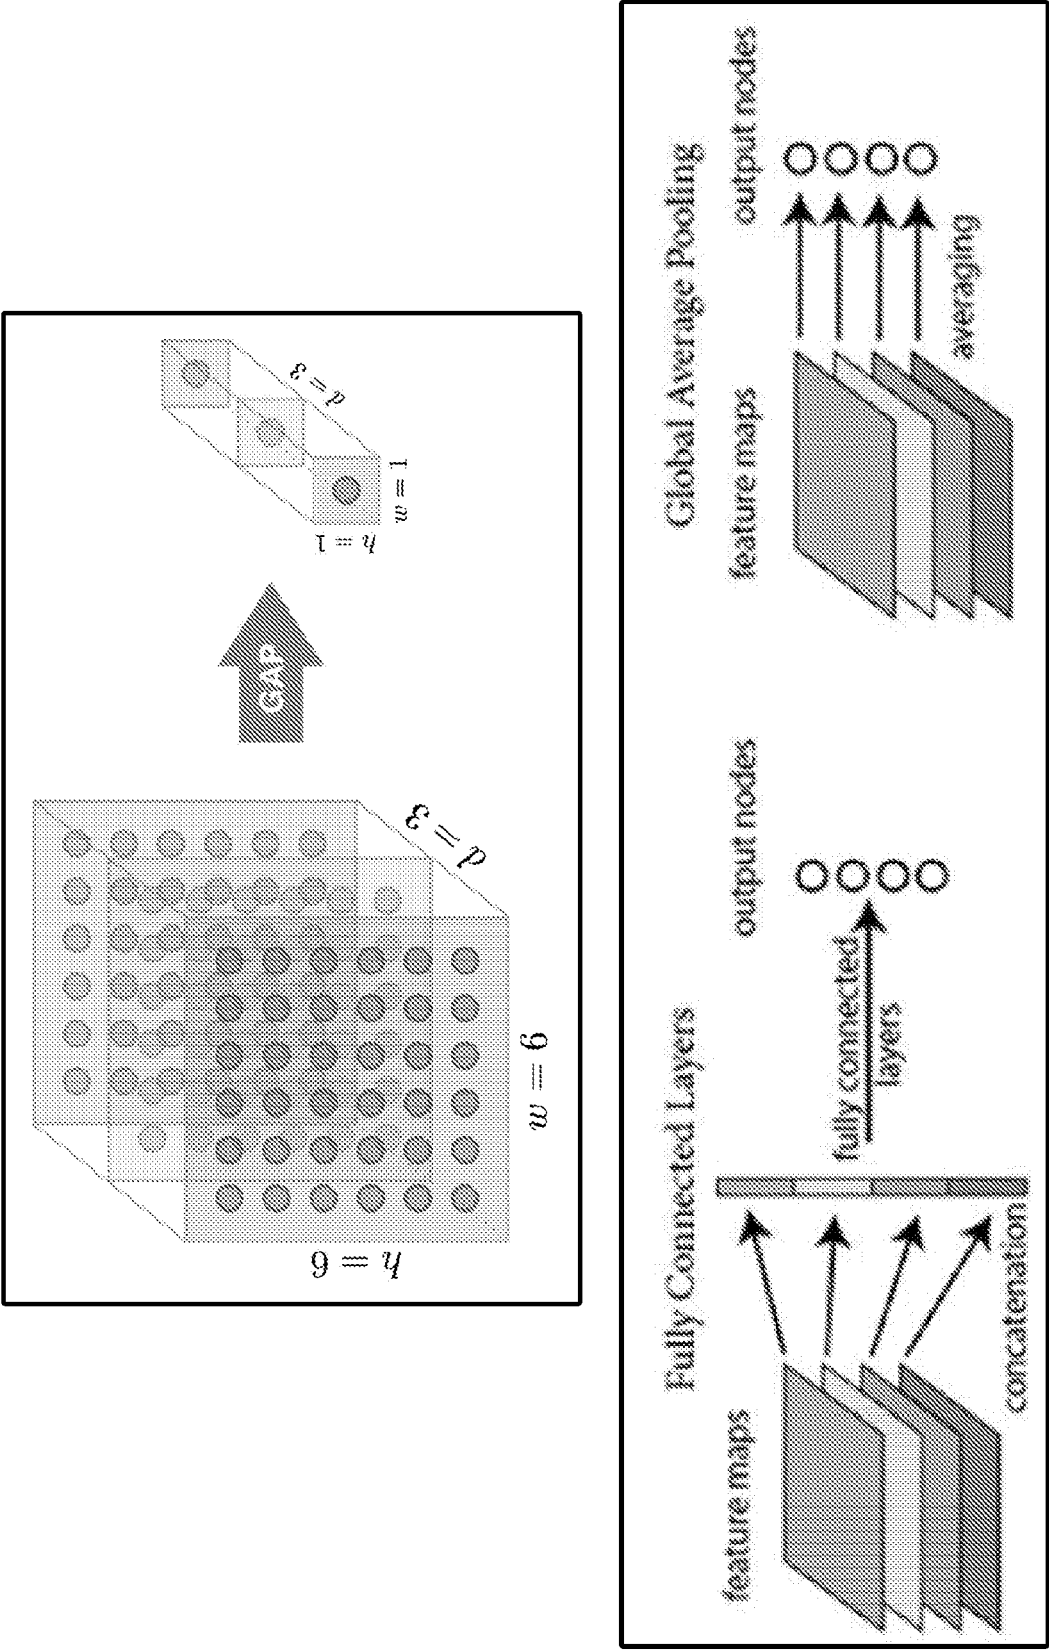 h = 6
w = 6
d = 3
GAP
h = 1
w = 1
d = 3
Fully Connected Layers
feature maps
concatenation
fully connected
layers
output nodes
Global Average Pooling
feature maps
averaging
output nodes